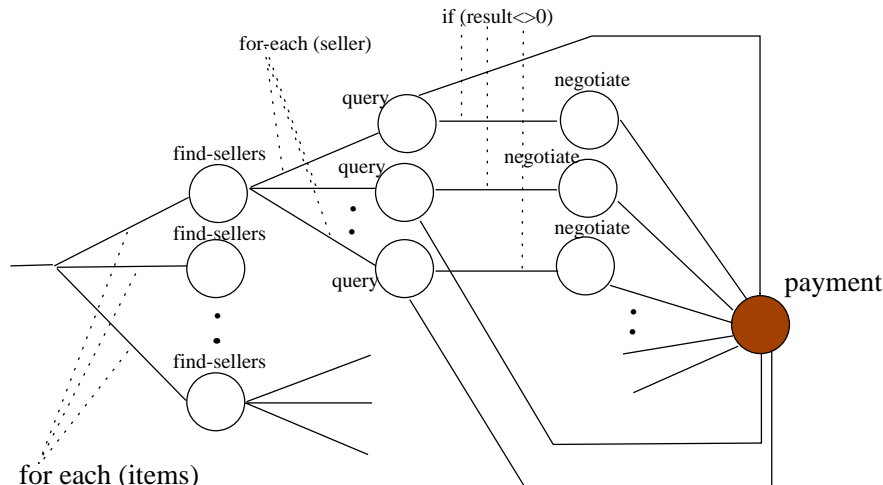 if (result<>0)
for each (seller)
negotiate
query
find-sellers
query
negotiate
find-sellers
negotiate
query
payment
find-sellers
for each (items)